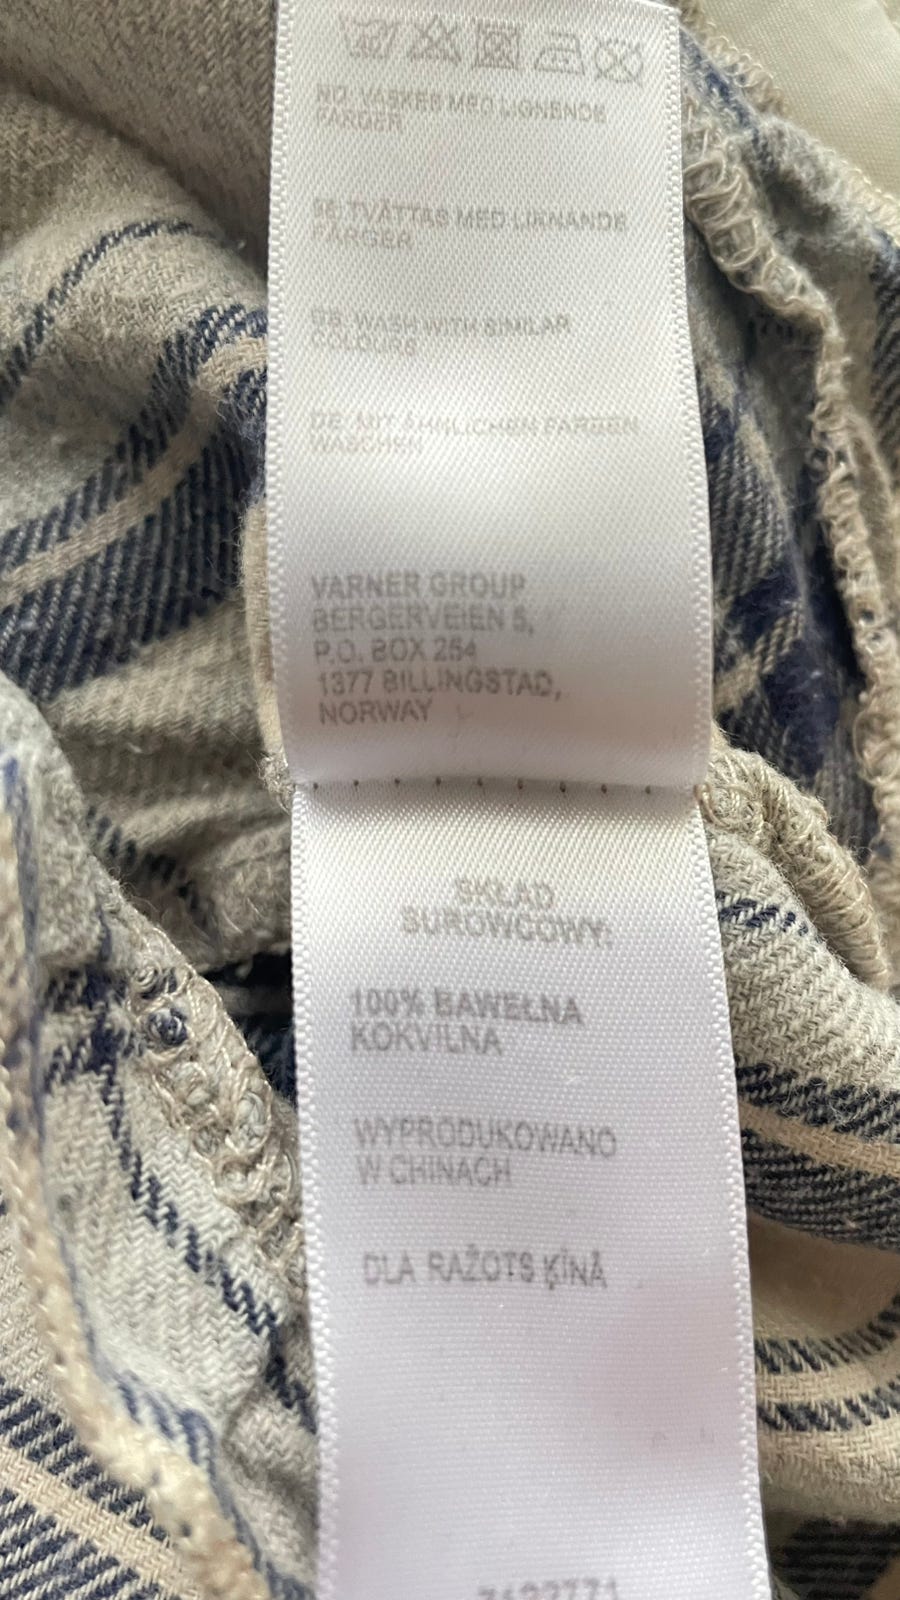 40
NO: VASKES MED LIGNENDE
FARGER
SE: TVÄTTAS MED LIKNANDE
FÄRGER
GB: WASH WITH SIMILAR
COLOURS
DE: MIT ÄHNLICHEN FARBEN
WASCHEN
VARNER GROUP
BERGERVEIEN 5,
P.O. BOX 254
1377 BILLINGSTAD,
NORWAY
SKŁAD
SUROWCOWY:
100% BAWEŁNA
KOKVILNA
WYPRODUKOWANO
W CHINACH
DLA RAŽOTS ĶĪNĀ